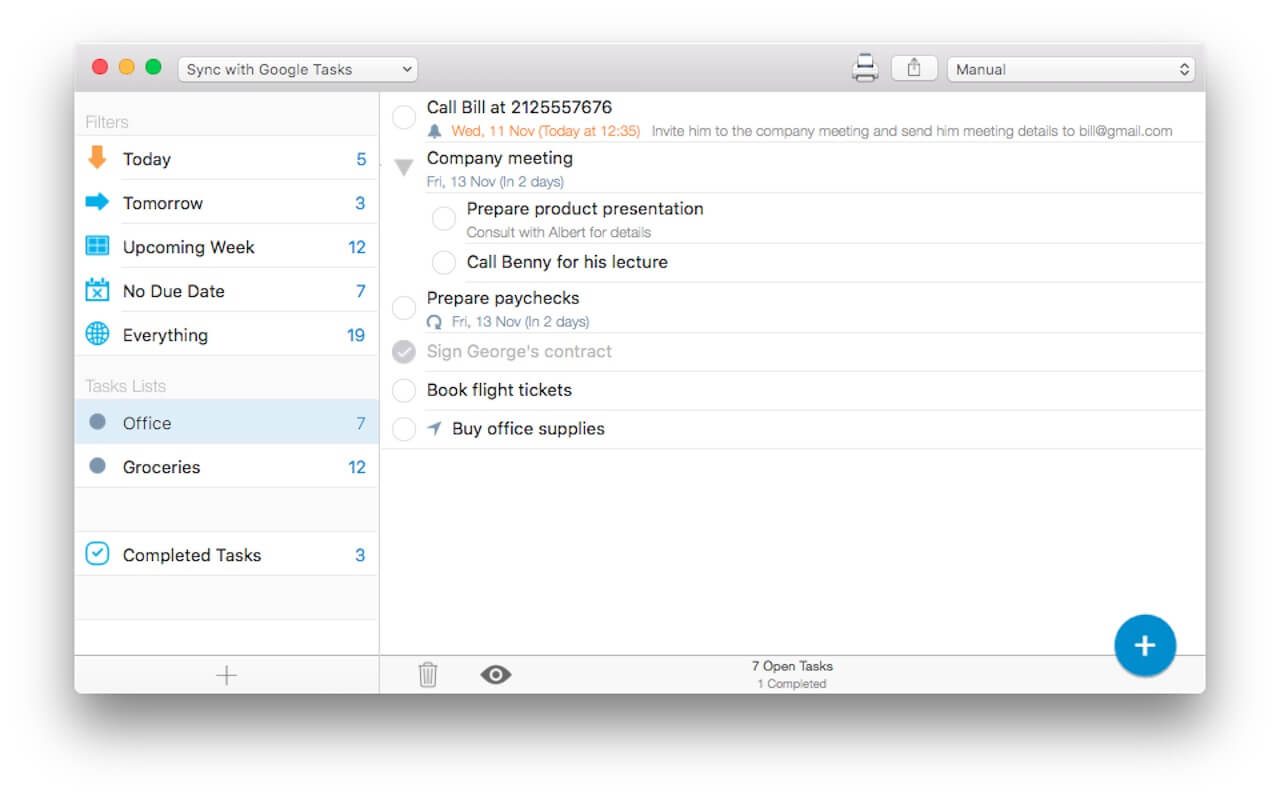 Sync with Google Tasks
Manual
Filters
Today 5
Tomorrow 3
Upcoming Week 12
No Due Date 7
Everything 19
Tasks Lists
Office 7
Groceries 12
Completed Tasks 3
Call Bill at 2125557676
Wed, 11 Nov (Today at 12:35) Invite him to the company meeting and send him meeting details to bill@gmail.com
Company meeting
Fri, 13 Nov (In 2 days)
Prepare product presentation
Consult with Albert for details
Call Benny for his lecture
Prepare paychecks
Fri, 13 Nov (In 2 days)
Sign George's contract
Book flight tickets
Buy office supplies
7 Open Tasks
1 Completed